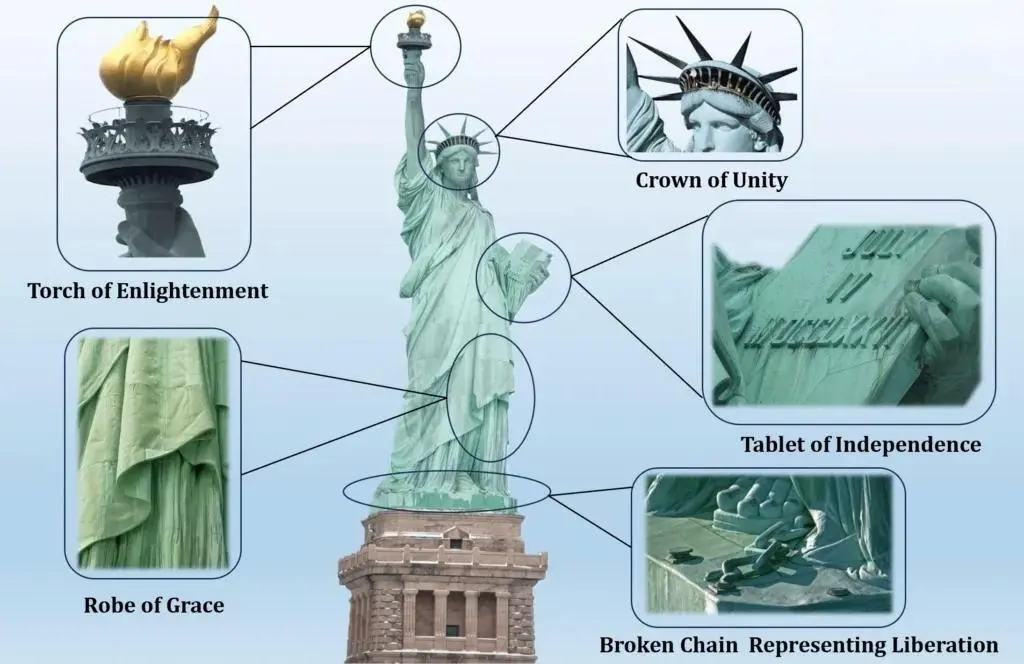 Crown of Unity
Torch of Enlightenment
JULY
IV
MDCCLXXVI
Tablet of Independence
Robe of Grace
Broken Chain Representing Liberation